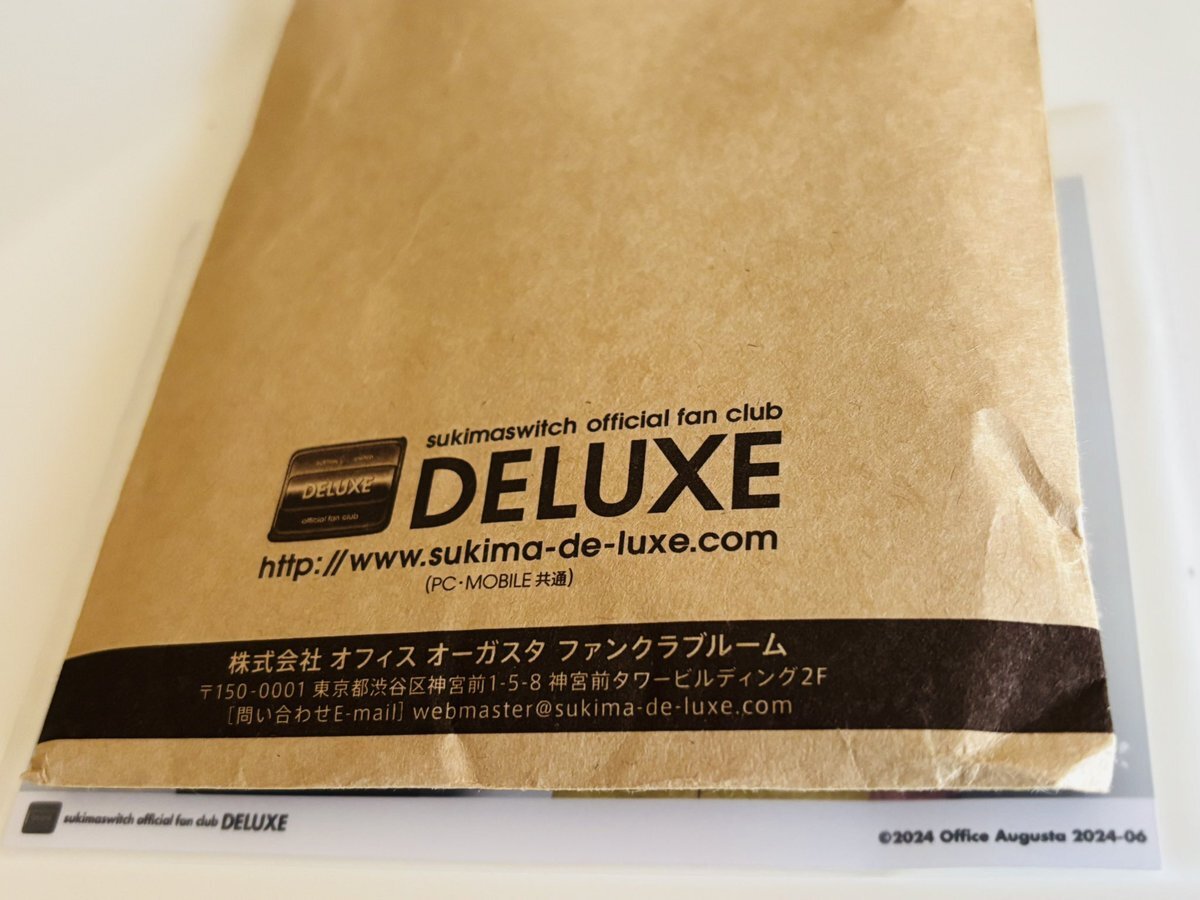 sukimaswitch official fan club
DELUXE
DELUXE
official fan club
http://www.sukima-de-luxe.com
(PC・MOBILE 共通)
株式会社 オフィス オーガスタ ファンクラブルーム
〒150-0001 東京都渋谷区神宮前1-5-8 神宮前タワービルディング2F
[問い合わせE-mail] webmaster@sukima-de-luxe.com
sukimaswitch official fan club DELUXE
©2024 Office Augusta 2024-06